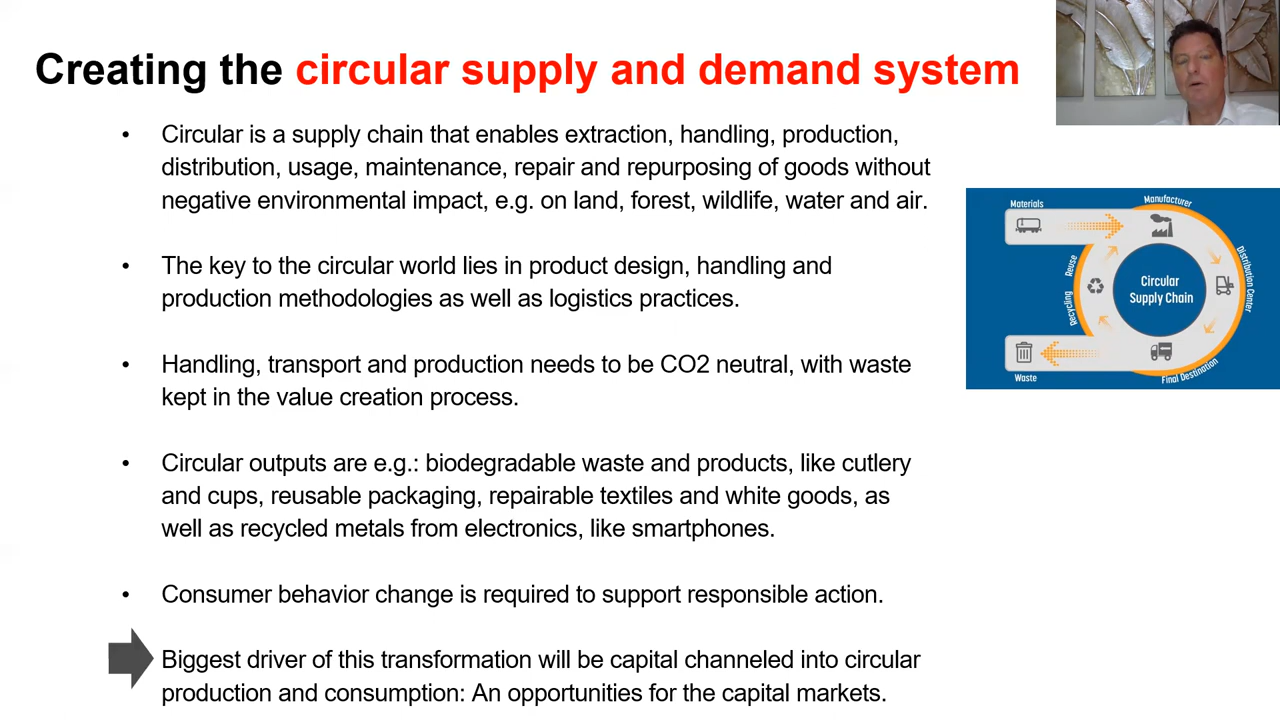 Creating the circular supply and demand system
• Circular is a supply chain that enables extraction, handling, production,
distribution, usage, maintenance, repair and repurposing of goods without
negative environmental impact, e.g. on land, forest, wildlife, water and air.
• The key to the circular world lies in product design, handling and
production methodologies as well as logistics practices.
• Handling, transport and production needs to be CO2 neutral, with waste
kept in the value creation process.
• Circular outputs are e.g.: biodegradable waste and products, like cutlery
and cups, reusable packaging, repairable textiles and white goods, as
well as recycled metals from electronics, like smartphones.
• Consumer behavior change is required to support responsible action.
Biggest driver of this transformation will be capital channeled into circular
production and consumption: An opportunities for the capital markets.
Materials
Manufacturer
Distribution Center
Final Destination
Waste
Recycling
Reuse
Circular
Supply Chain